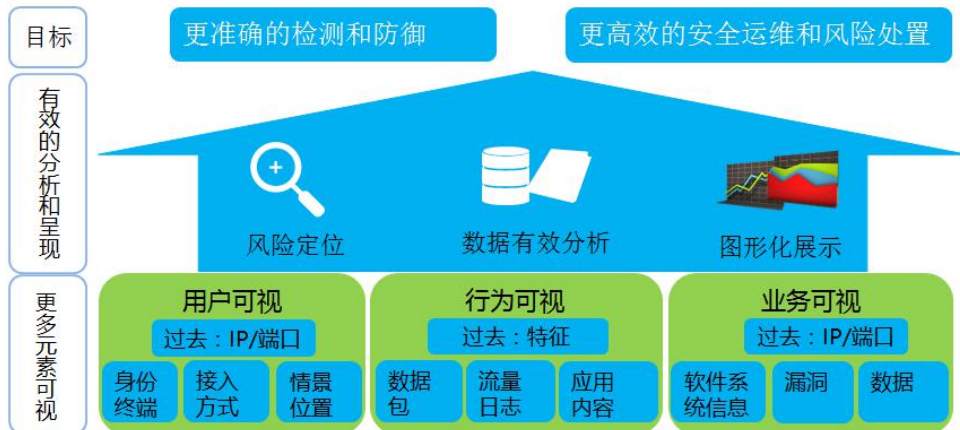 目标
更准确的检测和防御
更高效的安全运维和风险处置
有效的分析和呈现
风险定位
数据有效分析
图形化展示
更多元素可视
用户可视
过去：IP/端口
身份
终端
接入
方式
情景
位置
行为可视
过去：特征
数据
包
流量
日志
应用
内容
业务可视
过去：IP/端口
软件系
统信息
漏洞
数据